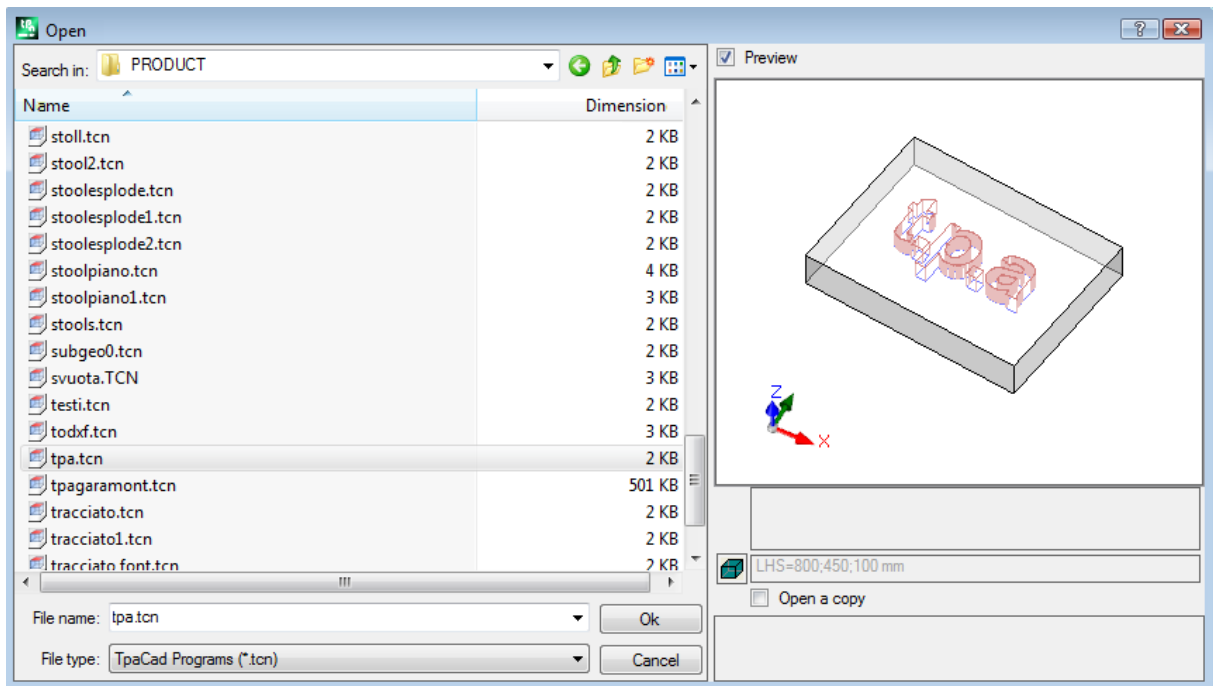 Open
Search in: PRODUCT
Preview
Name Dimension
stoll.tcn 2 KB
stool2.tcn 2 KB
stoolesplode.tcn 2 KB
stoolesplode1.tcn 2 KB
stoolesplode2.tcn 2 KB
stoolpiano.tcn 4 KB
stoolpiano1.tcn 3 KB
stools.tcn 2 KB
subgeo0.tcn 2 KB
svuota.TCN 3 KB
testi.tcn 2 KB
todxf.tcn 3 KB
tpa.tcn 2 KB
tpagaramont.tcn 501 KB
tracciato.tcn 2 KB
tracciato1.tcn 2 KB
tracciato font.tcn 2 KB
File name: tpa.tcn Ok
File type: TpaCad Programs (*.tcn) Cancel
tpa
Z
X
LHS=800;450;100 mm
Open a copy